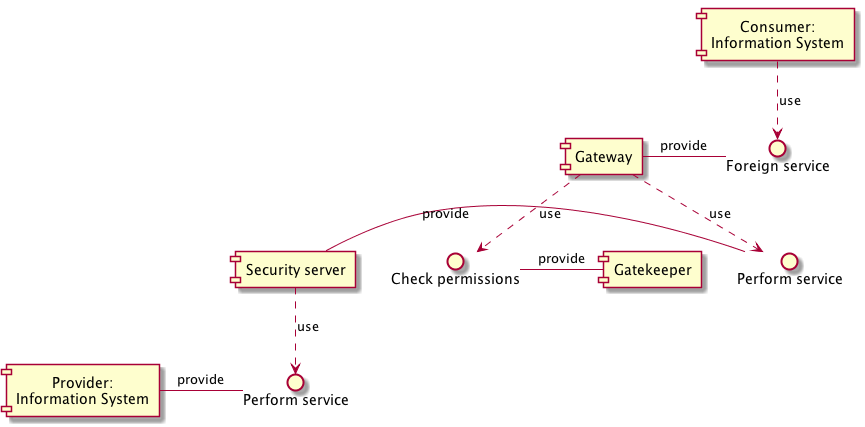 Consumer:
Information System
use
provide
Gateway
Foreign service
provide
use
use
provide
Security server
Gatekeeper
Check permissions
Perform service
use
Provider:
Information System
provide
Perform service